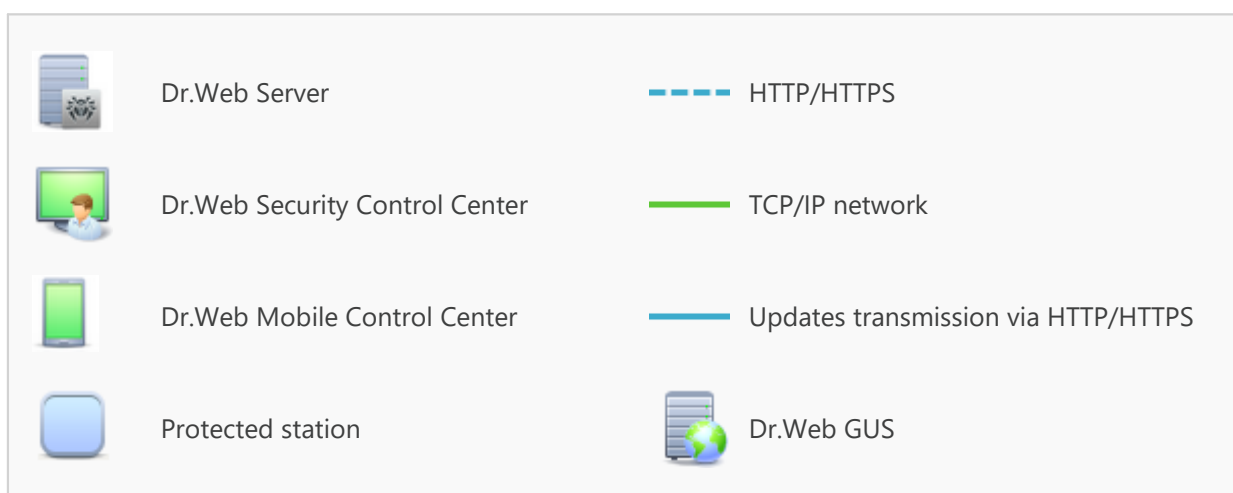 Dr.Web Server
HTTP/HTTPS
Dr.Web Security Control Center
TCP/IP network
Dr.Web Mobile Control Center
Updates transmission via HTTP/HTTPS
Protected station
Dr.Web GUS